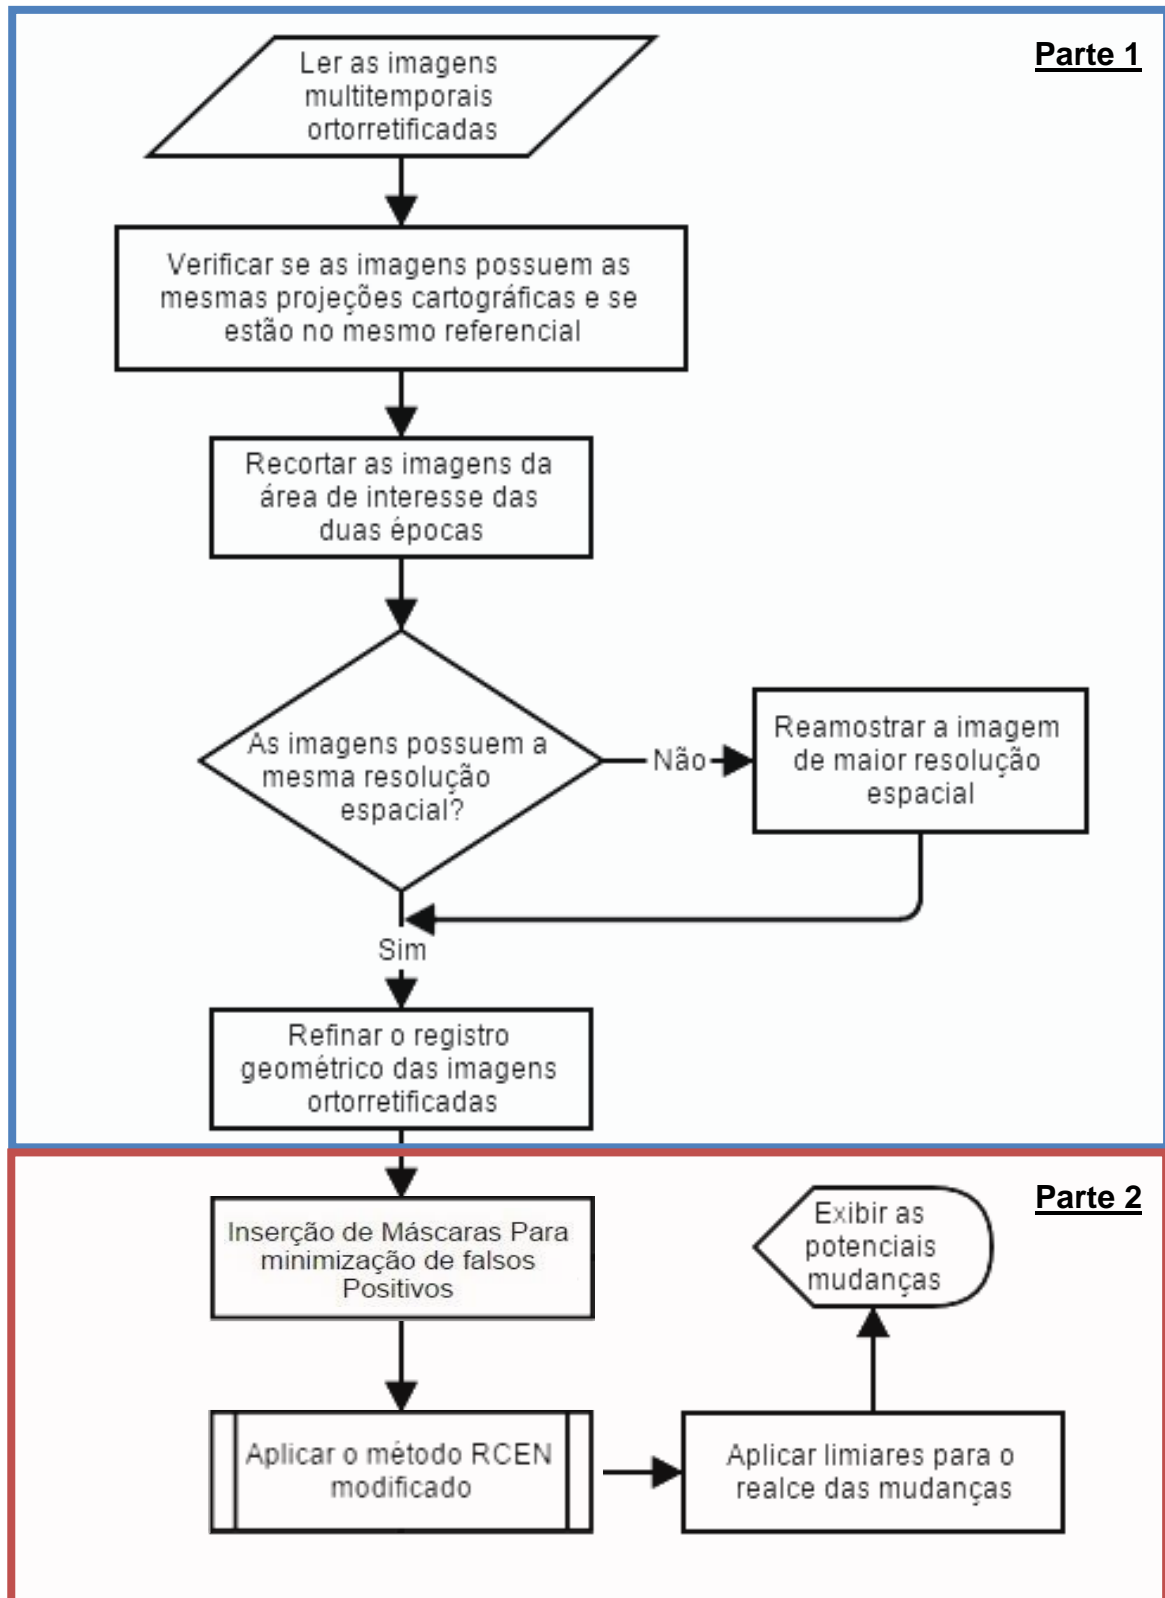 Parte 1
Ler as imagens
multitemporais
ortorretificadas
Verificar se as imagens possuem as
mesmas projeções cartográficas e se
estão no mesmo referencial
Recortar as imagens da
área de interesse das
duas épocas
As imagens possuem a
mesma resolução
espacial?
Não
Reamostrar a imagem
de maior resolução
espacial
Sim
Refinar o registro
geométrico das imagens
ortorretificadas
Parte 2
Inserção de Máscaras Para
minimização de falsos
Positivos
Aplicar o método RCEN
modificado
Aplicar limiares para o
realce das mudanças
Exibir as
potenciais
mudanças